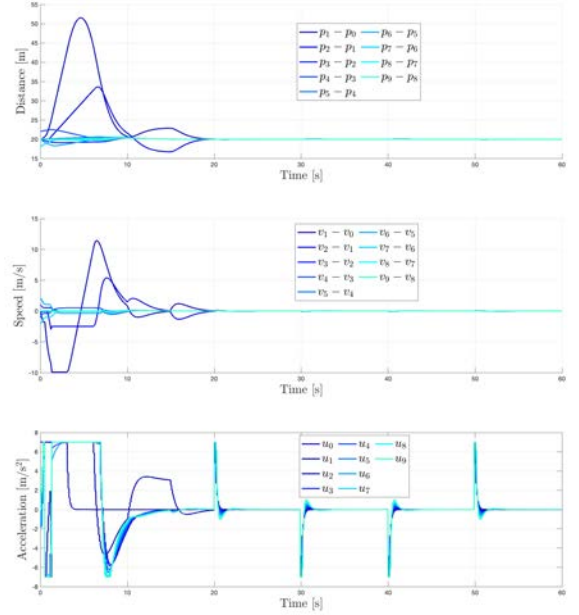 55
50
45
40
35
30
25
20
15
Distance [m]
p₁ − p₀ p₆ − p₅
p₂ − p₁ p₇ − p₆
p₃ − p₂ p₈ − p₇
p₄ − p₃ p₉ − p₈
p₅ − p₄
0 10 20 30 40 50 60
Time [s]
15
10
5
0
-5
-10
Speed [m/s]
v₁ − v₀ v₆ − v₅
v₂ − v₁ v₇ − v₆
v₃ − v₂ v₈ − v₇
v₄ − v₃ v₉ − v₈
v₅ − v₄
0 10 20 30 40 50 60
Time [s]
8
6
4
2
0
-2
-4
-6
-8
Acceleration [m/s²]
u₀ u₄ u₈
u₁ u₅ u₉
u₂ u₆
u₃ u₇
0 10 20 30 40 50 60
Time [s]